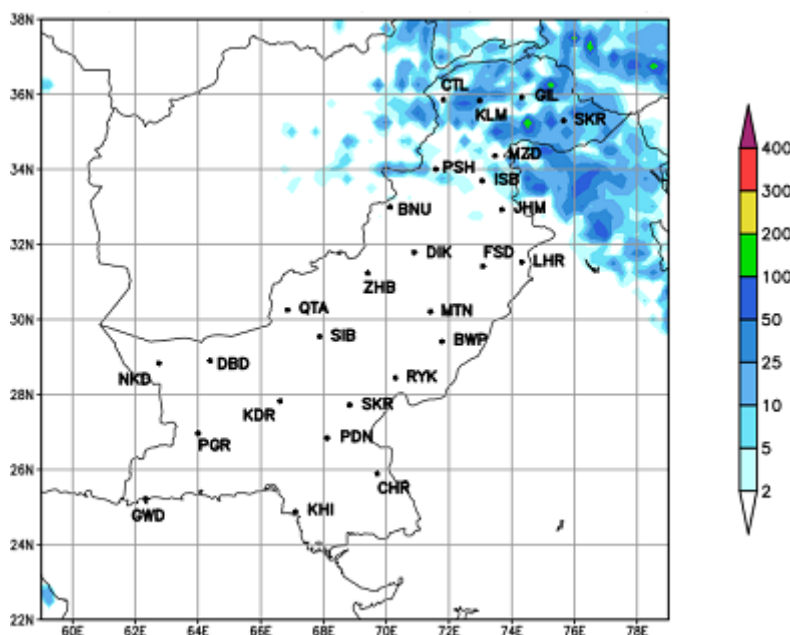 38N
36N
34N
32N
30N
28N
26N
24N
22N
CTL
GIL
KLM
SKR
MZD
PSH
ISB
BNU
JHM
DIK
FSD
LHR
ZHB
QTA
MTN
SIB
BWP
NKD
DBD
RYK
KDR
SKR
PGR
PDN
CHR
GWD
KHI
60E 62E 64E 66E 68E 70E 72E 74E 76E 78E
400
300
200
100
50
25
10
5
2